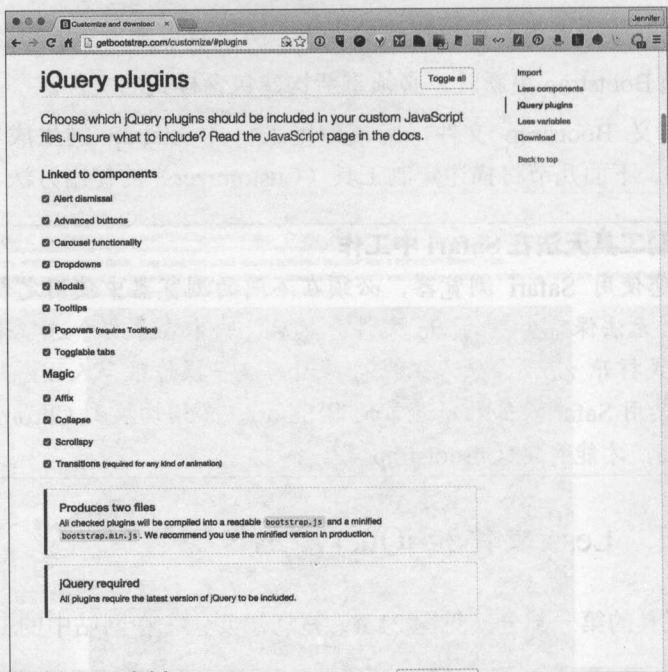 Customize and download
Jennifer
getbootstrap.com/customize/#plugins
jQuery plugins
Toggle all
Choose which jQuery plugins should be included in your custom JavaScript
files. Unsure what to include? Read the JavaScript page in the docs.
Linked to components
Alert dismissal
Advanced buttons
Carousel functionality
Dropdowns
Modals
Tooltips
Popovers (requires Tooltips)
Togglable tabs
Magic
Affix
Collapse
Scrollspy
Transitions (required for any kind of animation)
Produces two files
All checked plugins will be compiled into a readable bootstrap.js and a minified
bootstrap.min.js. We recommend you use the minified version in production.
jQuery required
All plugins require the latest version of jQuery to be included.
Import
Less components
jQuery plugins
Less variables
Download
Back to top